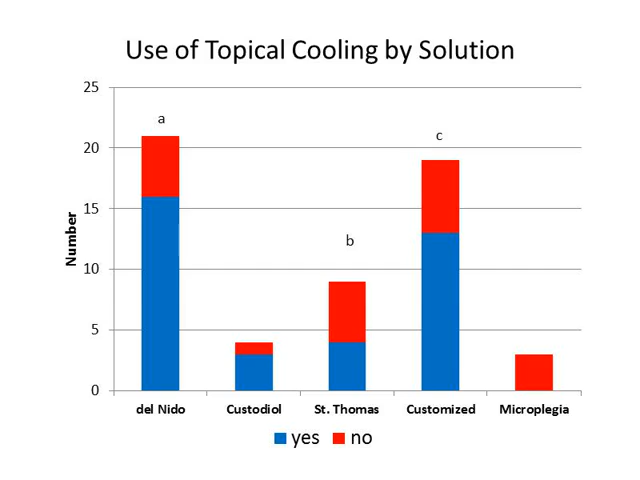 Use of Topical Cooling by Solution
25
20
15
10
5
0
Number
a
b
c
del Nido Custodiol St. Thomas Customized Microplegia
yes no